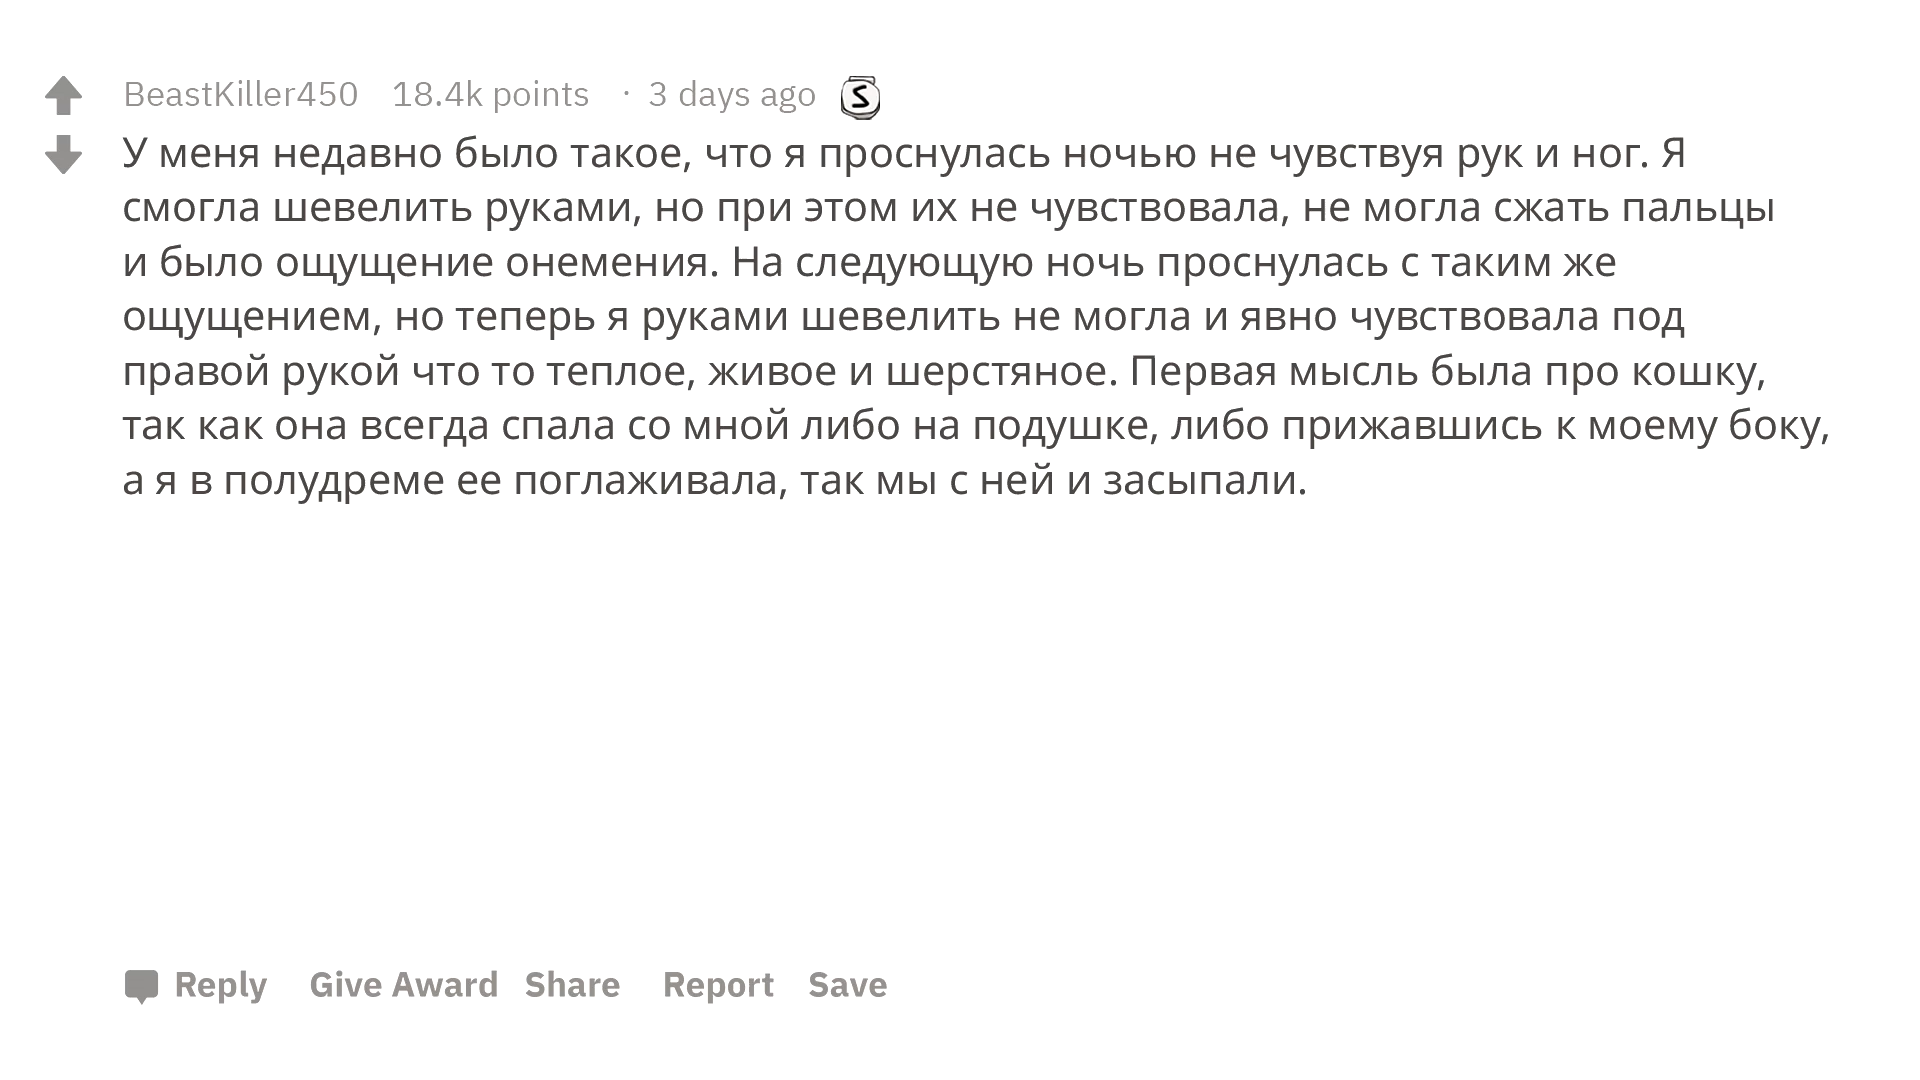 BeastKiller450 18.4k points · 3 days ago S
У меня недавно было такое, что я проснулась ночью не чувствуя рук и ног. Я
смогла шевелить руками, но при этом их не чувствовала, не могла сжать пальцы
и было ощущение онемения. На следующую ночь проснулась с таким же
ощущением, но теперь я руками шевелить не могла и явно чувствовала под
правой рукой что то теплое, живое и шерстяное. Первая мысль была про кошку,
так как она всегда спала со мной либо на подушке, либо прижавшись к моему боку,
а я в полудреме ее поглаживала, так мы с ней и засыпали.
Reply Give Award Share Report Save